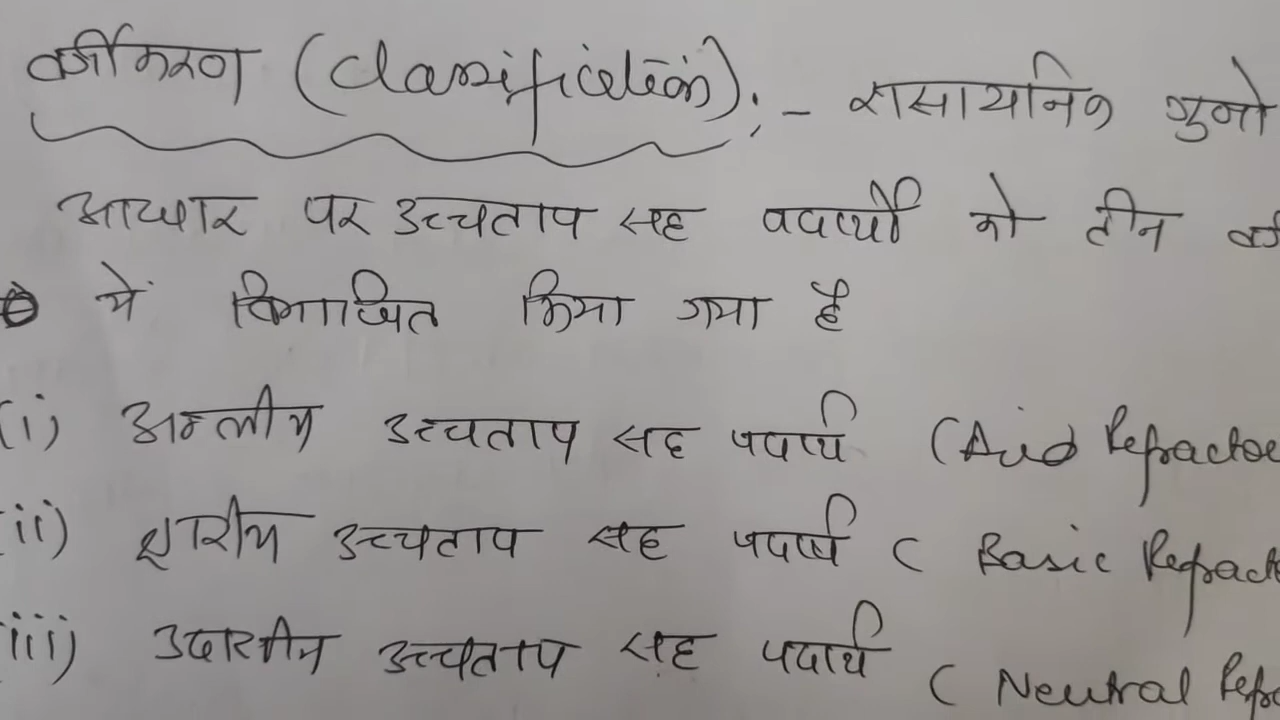 वर्गीकरण (Classification) :- रासायनिक गुनो
आधार पर उच्चताप सह पदार्थो को तीन
में विभाजित किया गया है
(i) अम्लीय उच्चताप सह पदार्थ (Acid Refractor
(ii) क्षारीय उच्चताप सह पदार्थ ( Basic Refract
(iii) उदासीन उच्चताप सह पदार्थ ( Neutral Refra